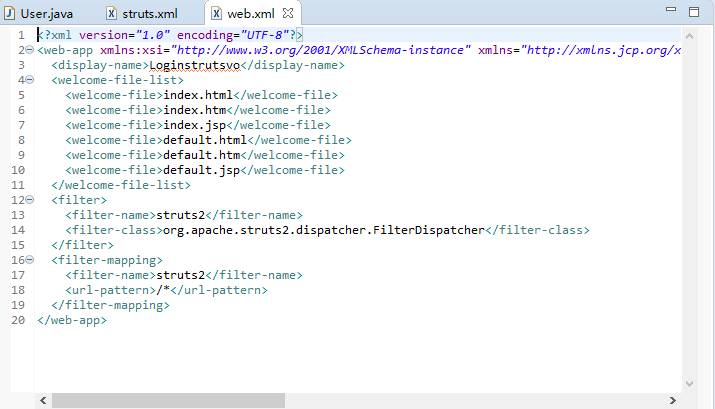 User.java struts.xml web.xml
1 <?xml version="1.0" encoding="UTF-8"?>
2 <web-app xmlns:xsi="http://www.w3.org/2001/XMLSchema-instance" xmlns="http://xmlns.jcp.org/x
3 <display-name>Loginstrutsvo</display-name>
4 <welcome-file-list>
5 <welcome-file>index.html</welcome-file>
6 <welcome-file>index.htm</welcome-file>
7 <welcome-file>index.jsp</welcome-file>
8 <welcome-file>default.html</welcome-file>
9 <welcome-file>default.htm</welcome-file>
10 <welcome-file>default.jsp</welcome-file>
11 </welcome-file-list>
12 <filter>
13 <filter-name>struts2</filter-name>
14 <filter-class>org.apache.struts2.dispatcher.FilterDispatcher</filter-class>
15 </filter>
16 <filter-mapping>
17 <filter-name>struts2</filter-name>
18 <url-pattern>/*</url-pattern>
19 </filter-mapping>
20 </web-app>